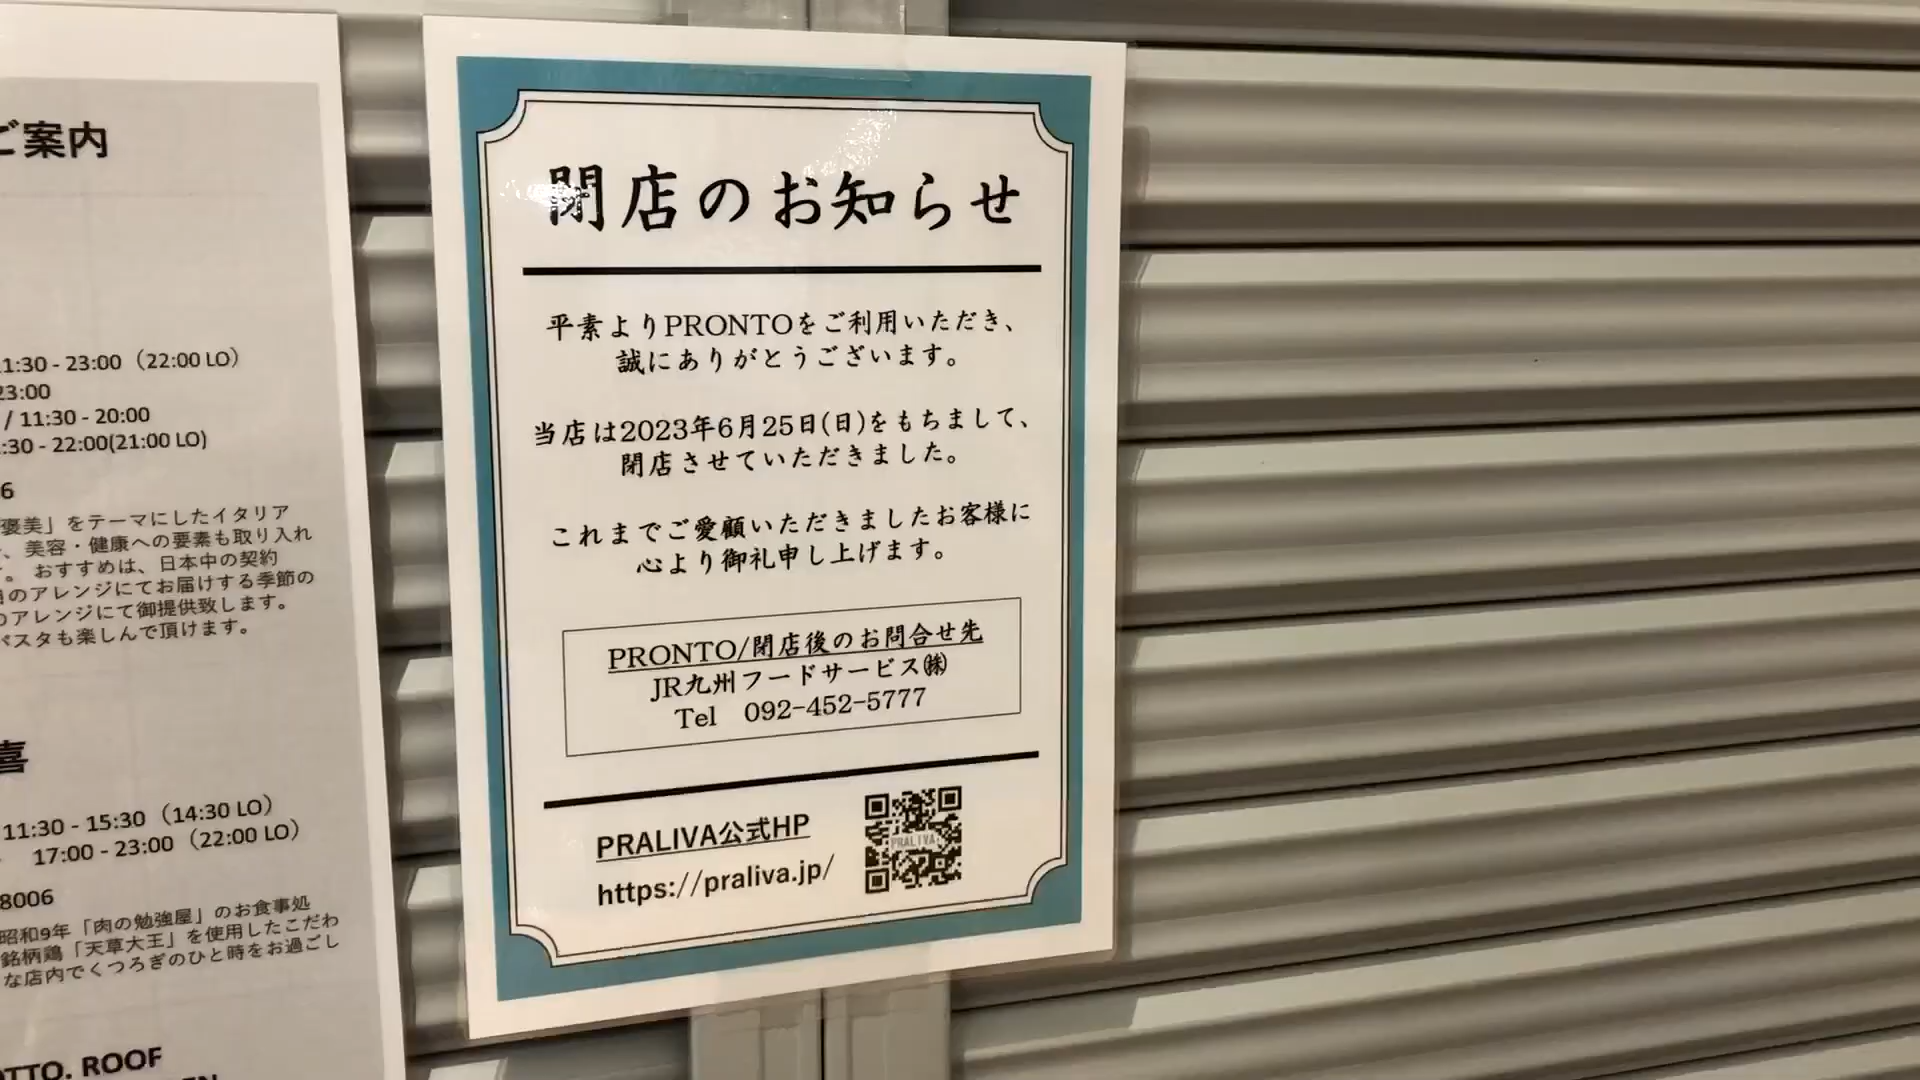 ご案内
11:30 - 23:00（22:00 LO）
23:00
/ 11:30 - 20:00
:30 - 22:00(21:00 LO)
6
褒美」をテーマにしたイタリア
、美容・健康への要素も取り入れ
。おすすめは、日本中の契約
のアレンジにてお届けする季節の
のアレンジにて御提供致します。
パスタも楽しんで頂けます。
喜
11:30 - 15:30（14:30 LO）
17:00 - 23:00（22:00 LO）
8006
昭和9年「肉の勉強屋」のお食事処
銘柄鶏「天草大王」を使用したこだわ
な店内でくつろぎのひと時をお過ごし
OTTO. ROOF
閉店のお知らせ
平素よりPRONTOをご利用いただき、
誠にありがとうございます。
当店は2023年6月25日(日)をもちまして、
閉店させていただきました。
これまでご愛顧いただきましたお客様に
心より御礼申し上げます。
PRONTO/閉店後のお問合せ先
JR九州フードサービス㈱
Tel 092-452-5777
PRALIVA公式HP
https://praliva.jp/
PRALIVA